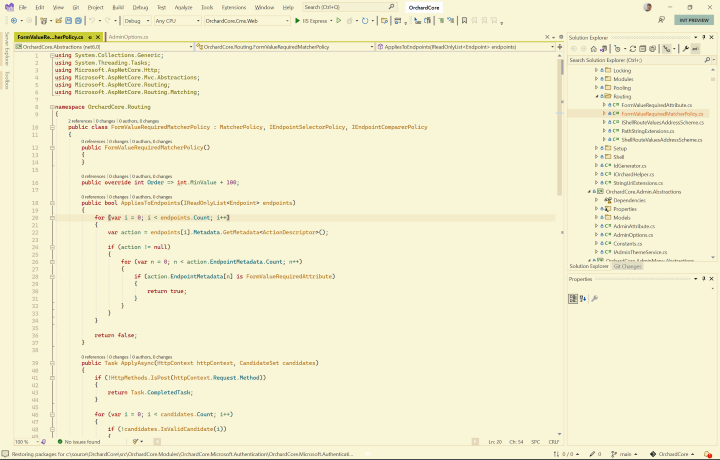 File Edit View Git Project Build Debug Test Analyze Tools Extensions Window Help Search (Ctrl+Q) OrchardCore
Debug Any CPU OrchardCore.Cms.Web IIS Express INT PREVIEW
Server Explorer
Toolbox
FormValueRe...herPolicy.cs AdminOptions.cs
OrchardCore.Abstractions (net6.0) OrchardCore.Routing.FormValueRequiredMatcherPolicy AppliesToEndpoints(IReadOnlyList<Endpoint> endpoints)
1 using System.Collections.Generic;
2 using System.Threading.Tasks;
3 using Microsoft.AspNetCore.Http;
4 using Microsoft.AspNetCore.Mvc.Abstractions;
5 using Microsoft.AspNetCore.Routing;
6 using Microsoft.AspNetCore.Routing.Matching;
7
8 namespace OrchardCore.Routing
9 {
2 references | 0 changes | 0 authors, 0 changes
10 public class FormValueRequiredMatcherPolicy : MatcherPolicy, IEndpointSelectorPolicy, IEndpointComparerPolicy
11 {
0 references | 0 changes | 0 authors, 0 changes
12 public FormValueRequiredMatcherPolicy()
13 {
14 }
15
0 references | 0 changes | 0 authors, 0 changes
16 public override int Order => int.MinValue + 100;
17
0 references | 0 changes | 0 authors, 0 changes
18 public bool AppliesToEndpoints(IReadOnlyList<Endpoint> endpoints)
19 {
20 for (var i = 0; i < endpoints.Count; i++)
21 {
22 var action = endpoints[i].Metadata.GetMetadata<ActionDescriptor>();
23
24 if (action != null)
25 {
26 for (var n = 0; n < action.EndpointMetadata.Count; n++)
27 {
28 if (action.EndpointMetadata[n] is FormValueRequiredAttribute)
29 {
30 return true;
31 }
32 }
33 }
34 }
35
36 return false;
37 }
38
0 references | 0 changes | 0 authors, 0 changes
39 public Task ApplyAsync(HttpContext httpContext, CandidateSet candidates)
40 {
41 if (!HttpMethods.IsPost(httpContext.Request.Method))
42 {
43 return Task.CompletedTask;
44 }
45
46 for (var i = 0; i < candidates.Count; i++)
47 {
48 if (!candidates.IsValidCandidate(i))
49 {
100 % No issues found Ln: 20 Ch: 54 SPC CRLF
Solution Explorer
Search Solution Explorer (Ctrl+;)
Locking
Modules
Pooling
Routing
FormValueRequiredAttribute.cs
FormValueRequiredMatcherPolicy.cs
IShellRouteValuesAddressScheme.cs
PathStringExtensions.cs
ShellRouteValuesAddressScheme.cs
Setup
Shell
IdGenerator.cs
IOrchardHelper.cs
StringUriExtensions.cs
OrchardCore.Admin.Abstractions
Dependencies
Properties
Models
AdminAttribute.cs
AdminOptions.cs
Constants.cs
IAdminThemeService.cs
OrchardCore.AdminMenu.Abstractions
Solution Explorer Git Changes
Properties
Restoring packages for c:\source\OrchardCore\src\OrchardCore.Modules\OrchardCore.Microsoft.Authentication\OrchardCore.Microsoft.Authenticati... 0 / 0 0 main OrchardCore